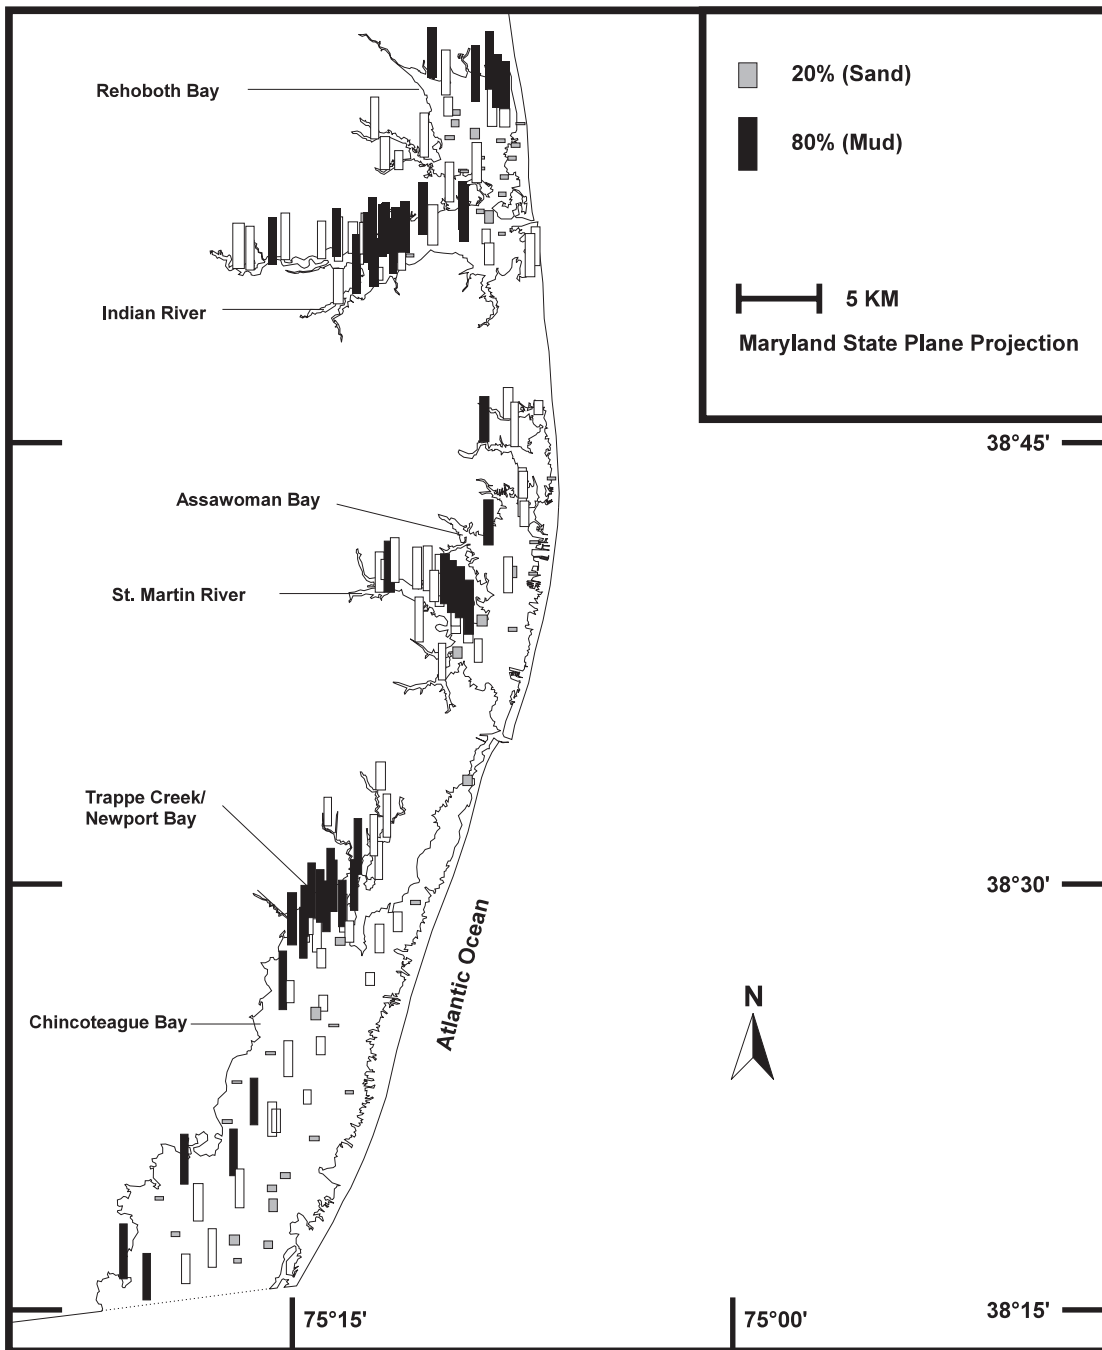 20% (Sand)
Rehoboth Bay
80% (Mud)
5 KM
Indian River
Maryland State Plane Projection
38°45'
Assawoman Bay
St. Martin River
Trappe Creek/
Newport Bay
38°30'
Atlantic Ocean
N
Chincoteague Bay
75°15'
75°00'
38°15'